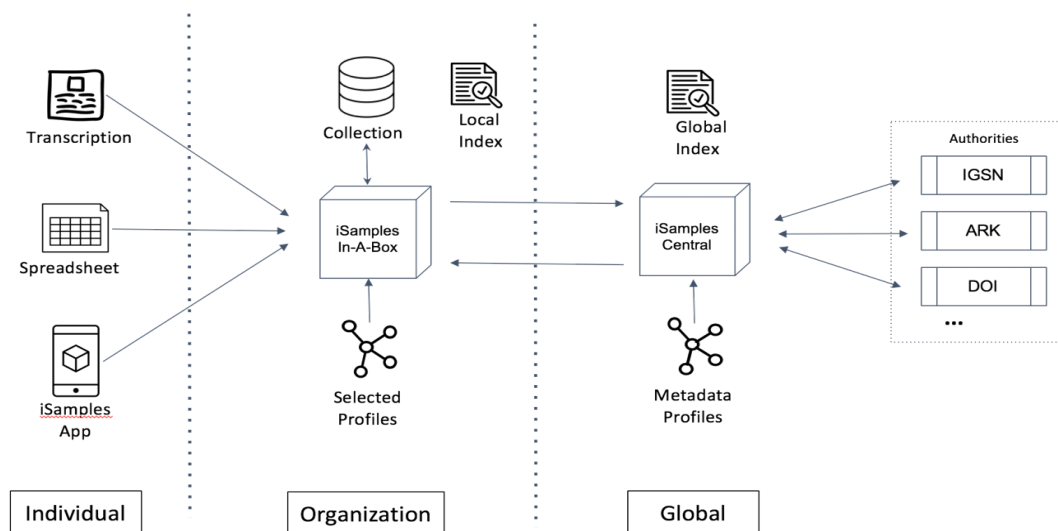 Transcription
Spreadsheet
iSamples
App
Individual
Collection
Local
Index
iSamples
In-A-Box
Selected
Profiles
Organization
Global
Index
iSamples
Central
Metadada
Profiles
Global
Authorities
IGSN
ARK
DOI
...